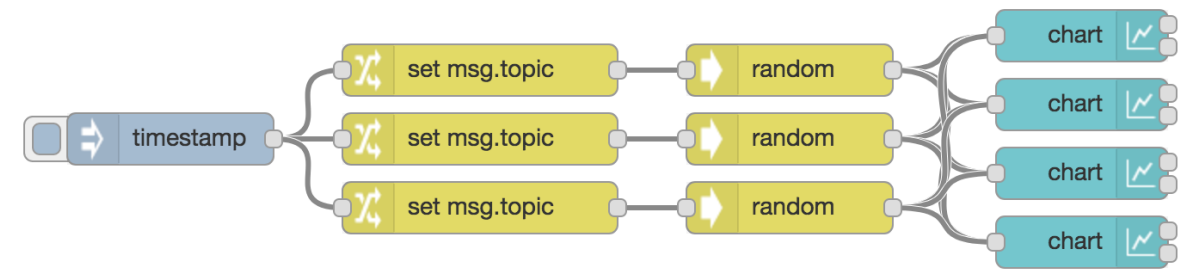 chart
set msg.topic
random
chart
timestamp
set msg.topic
random
chart
set msg.topic
random
chart